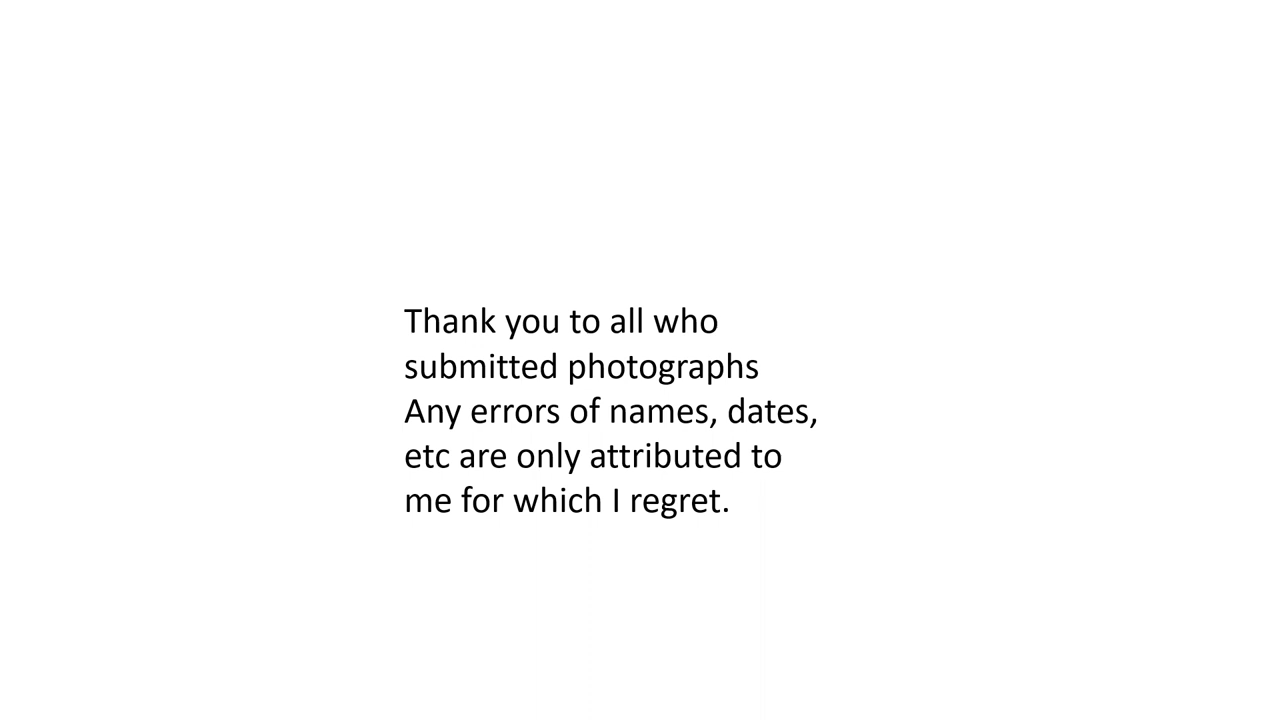 Thank you to all who
submitted photographs
Any errors of names, dates,
etc are only attributed to
me for which I regret.